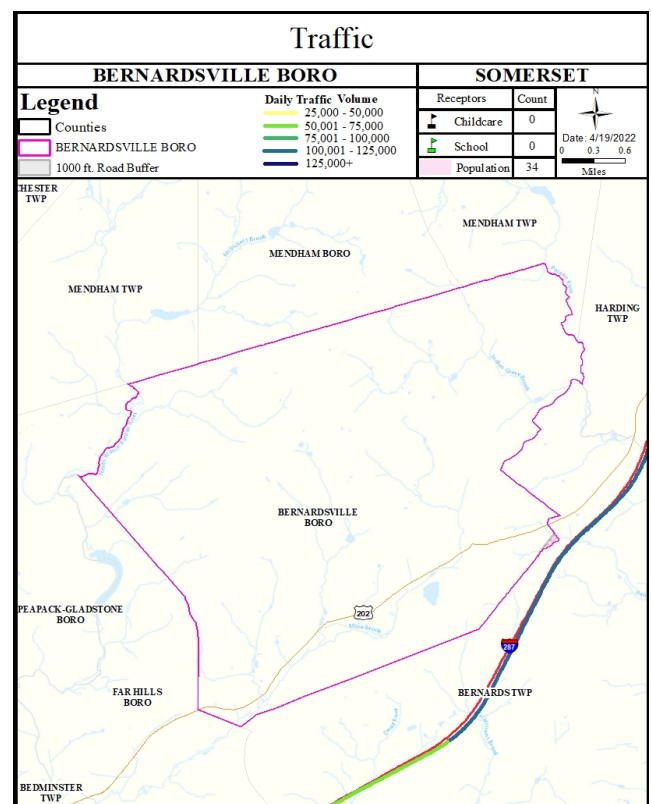 Traffic
BERNARDSVILLE BORO
SOMERSET
Legend
Counties
BERNARDSVILLE BORO
1000 ft. Road Buffer
Daily Traffic Volume
25,000 - 50,000
50,001 - 75,000
75,001 - 100,000
100,001 - 125,000
125,000+
Receptors Count
Childcare 0
School 0
Population 34
N
Date: 4/19/2022
0 0.3 0.6
Miles
CHESTER
TWP
MENDHAM TWP
MENDHAM BORO
MENDHAM TWP
HARDING
TWP
BERNARDSVILLE
BORO
202
Mine Brook
PEAPACK-GLADSTONE
BORO
287
FAR HILLS
BORO
BERNARDS TWP
BEDMINSTER
TWP